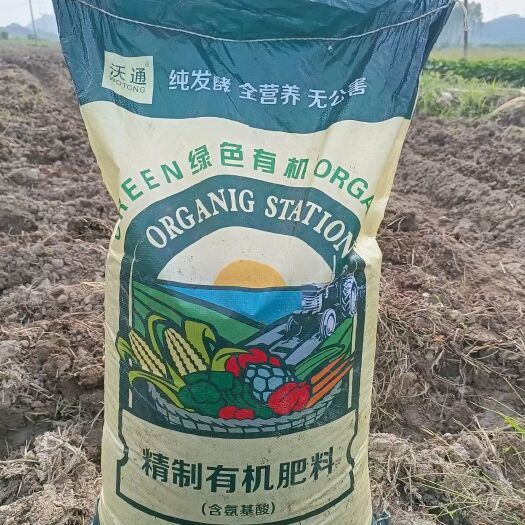 沃通®
WOTONG
纯发酵 全营养 无公害
GREEN绿色有机ORGA
ORGANIG STATION
精制有机肥料
(含氨基酸)